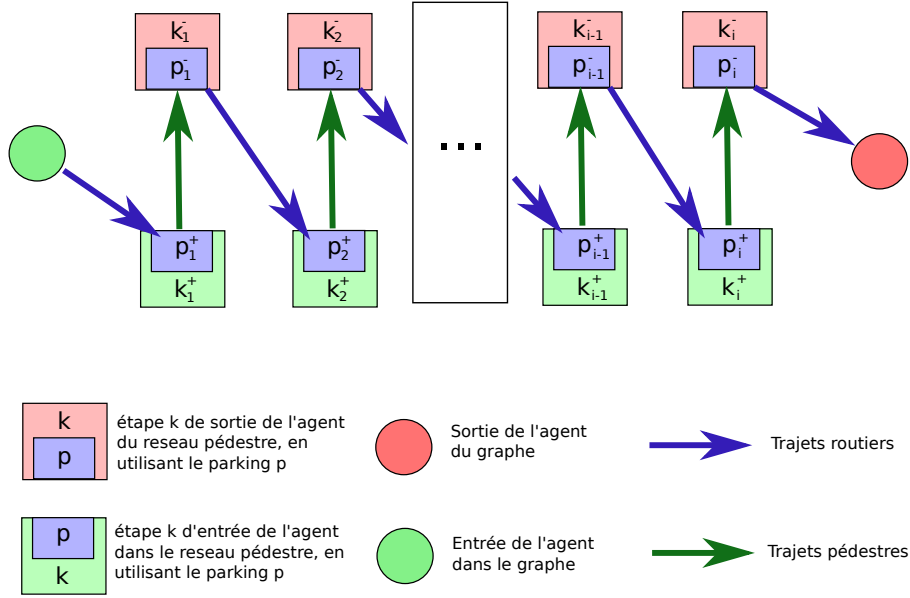 k₁⁻ k₂⁻ kᵢ₋₁⁻ kᵢ⁻
p₁⁻ p₂⁻ pᵢ₋₁⁻ pᵢ⁻
...
p₁⁺ p₂⁺ pᵢ₋₁⁺ pᵢ⁺
k₁⁺ k₂⁺ kᵢ₋₁⁺ kᵢ⁺
k
p
étape k de sortie de l'agent
du reseau pédestre, en
utilisant le parking p
Sortie de l'agent
du graphe
Trajets routiers
p
k
étape k d'entrée de l'agent
dans le reseau pédestre, en
utilisant le parking p
Entrée de l'agent
dans le graphe
Trajets pédestres